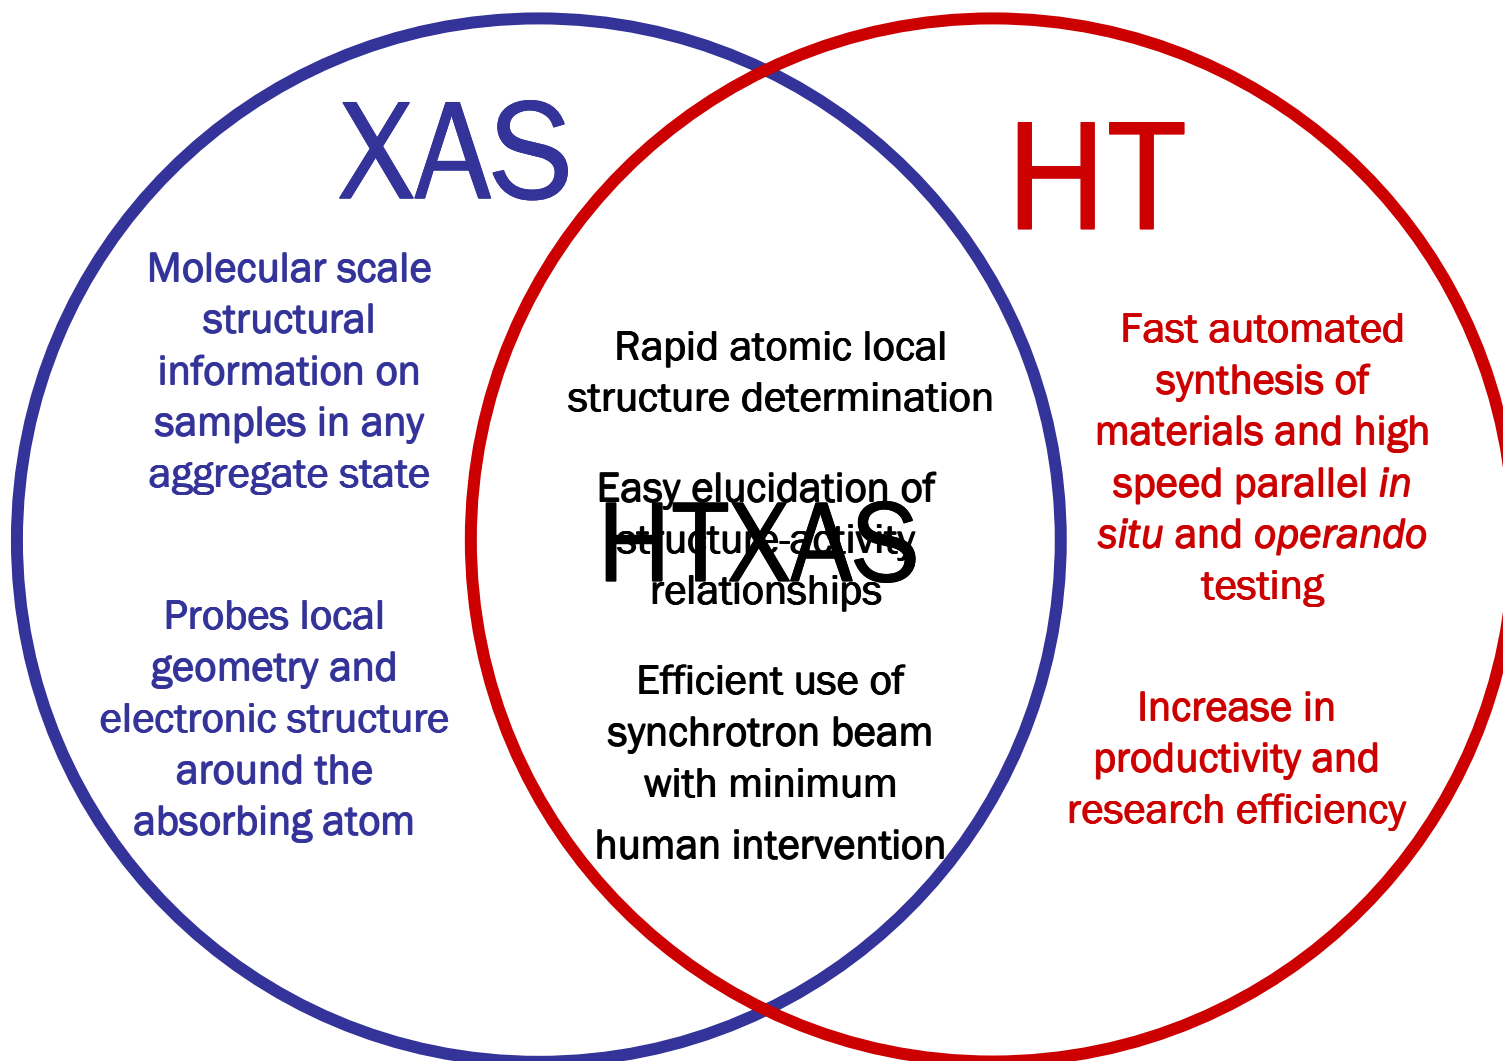 XAS
Molecular scale
structural
information on
samples in any
aggregate state
Probes local
geometry and
electronic structure
around the
absorbing atom
HTXAS
Rapid atomic local
structure determination
Easy elucidation of
structure-activity
relationships
Efficient use of
synchrotron beam
with minimum
human intervention
HT
Fast automated
synthesis of
materials and high
speed parallel in
situ and operando
testing
Increase in
productivity and
research efficiency